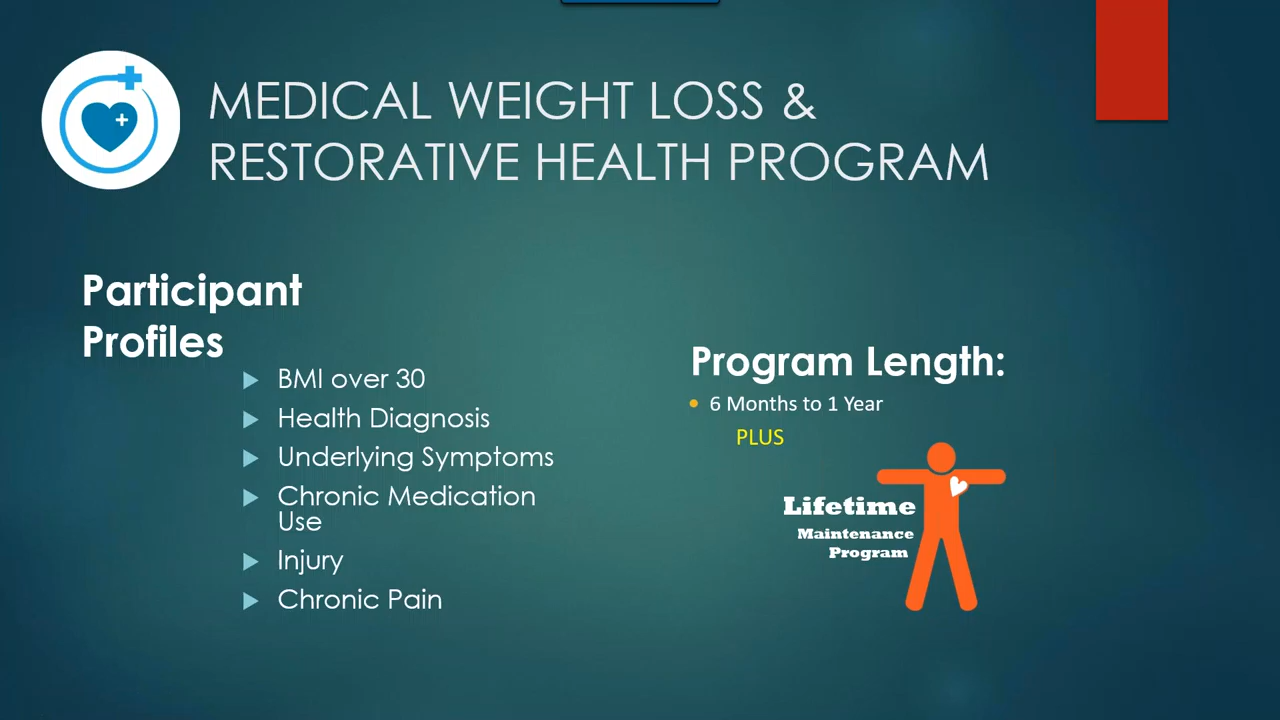 MEDICAL WEIGHT LOSS &
RESTORATIVE HEALTH PROGRAM
Participant
Profiles
BMI over 30
Health Diagnosis
Underlying Symptoms
Chronic Medication
Use
Injury
Chronic Pain
Program Length:
6 Months to 1 Year
PLUS
Lifetime
Maintenance
Program